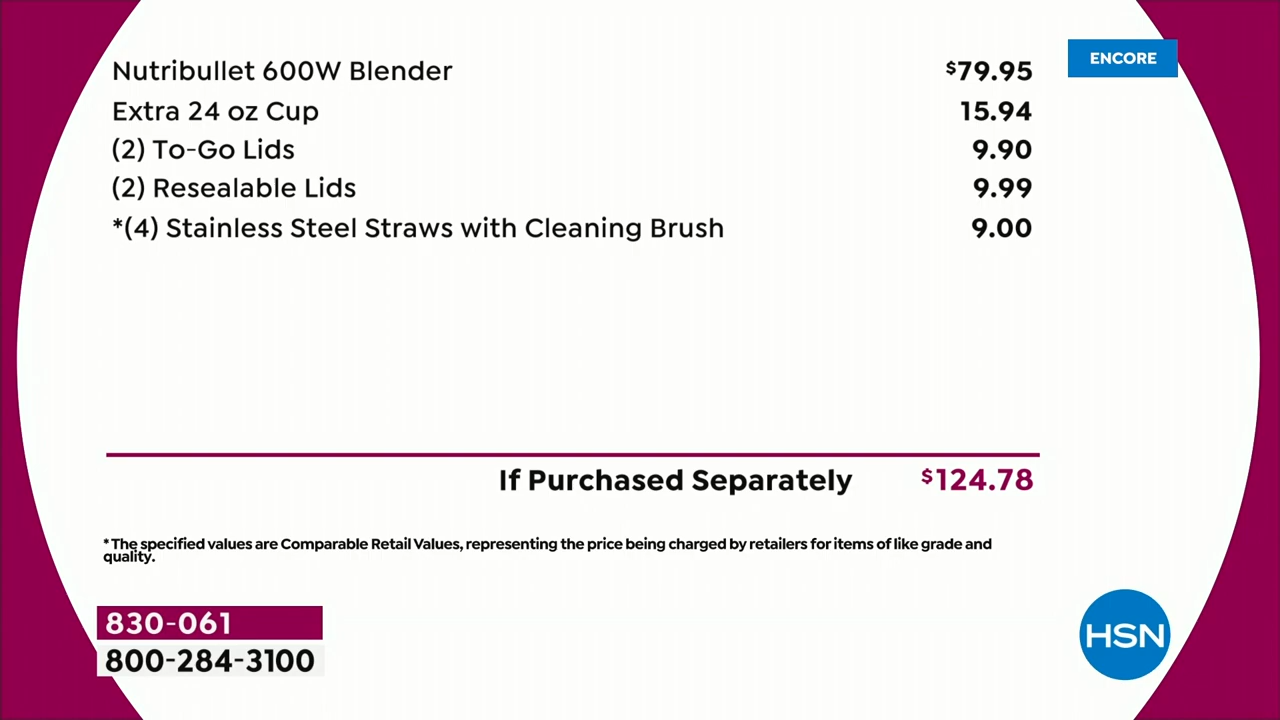 ENCORE
Nutribullet 600W Blender $79.95
Extra 24 oz Cup 15.94
(2) To-Go Lids 9.90
(2) Resealable Lids 9.99
*(4) Stainless Steel Straws with Cleaning Brush 9.00
If Purchased Separately $124.78
*The specified values are Comparable Retail Values, representing the price being charged by retailers for items of like grade and
quality.
830-061
800-284-3100
HSN